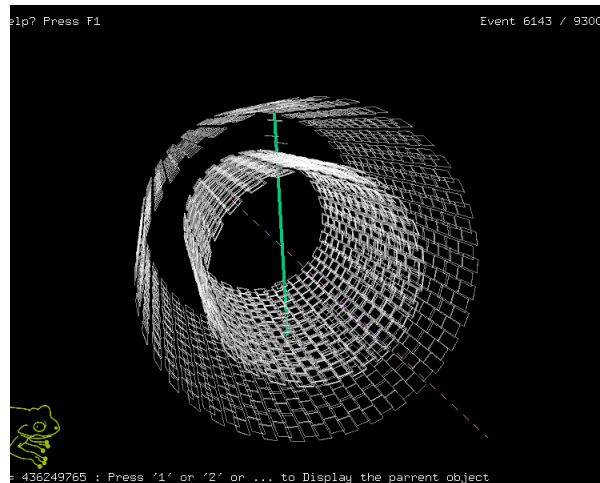 elp? Press F1
Event 6143 / 9300
= 436249765 : Press '1' or '2' or ... to Display the parrent object